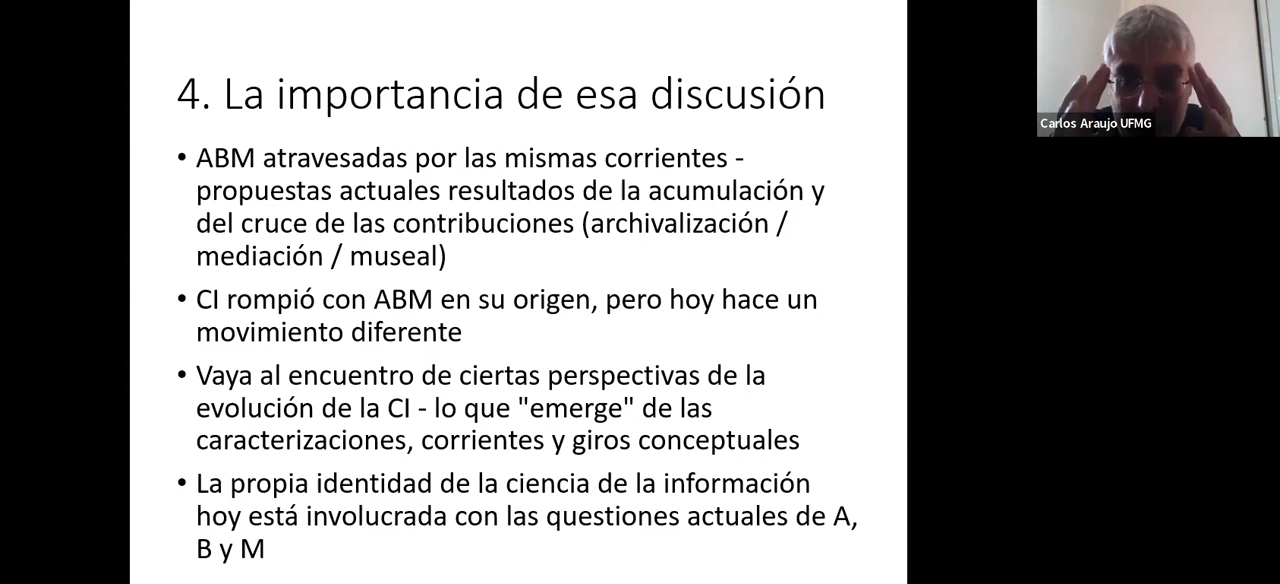 4. La importancia de esa discusión
• ABM atravesadas por las mismas corrientes -
propuestas actuales resultados de la acumulación y
del cruce de las contribuciones (archivalización /
mediación / museal)
• CI rompió con ABM en su origen, pero hoy hace un
movimiento diferente
• Vaya al encuentro de ciertas perspectivas de la
evolución de la CI - lo que "emerge" de las
caracterizaciones, corrientes y giros conceptuales
• La propia identidad de la ciencia de la información
hoy está involucrada con las questiones actuales de A,
B y M
Carlos Araujo UFMG